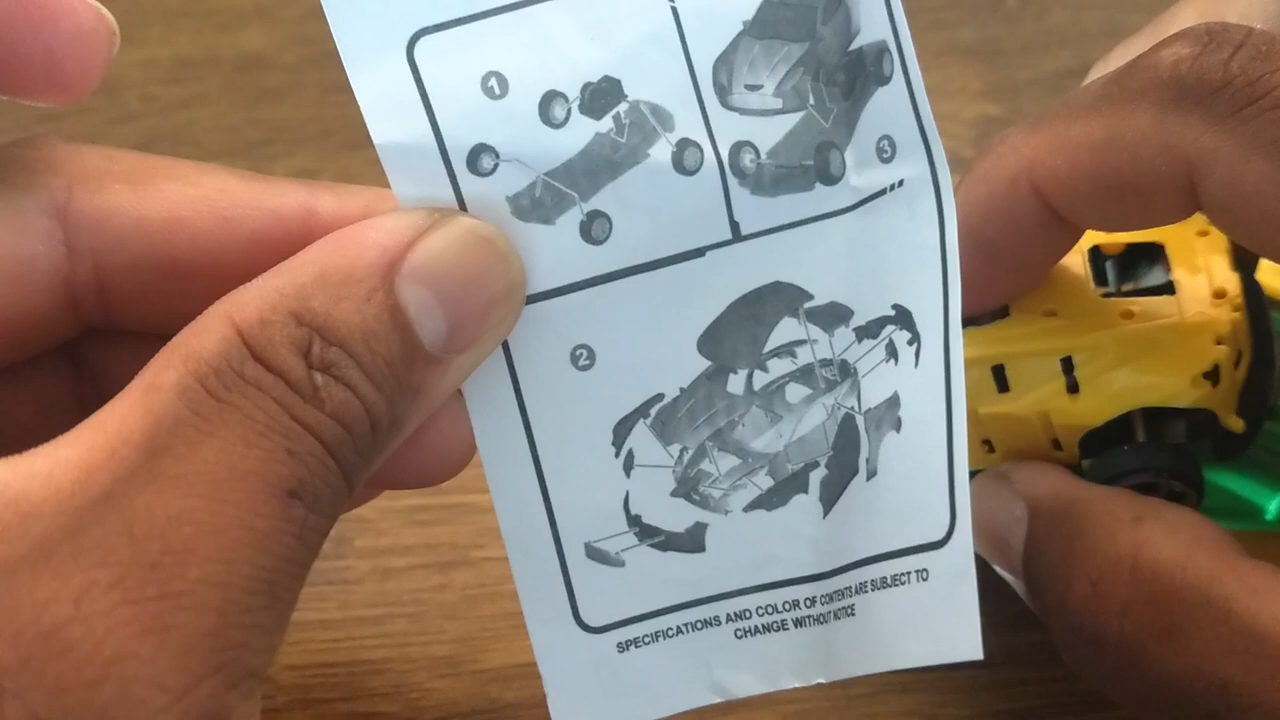 1
3
2
SPECIFICATIONS AND COLOR OF CONTENTS ARE SUBJECT TO
CHANGE WITHOUT NOTICE